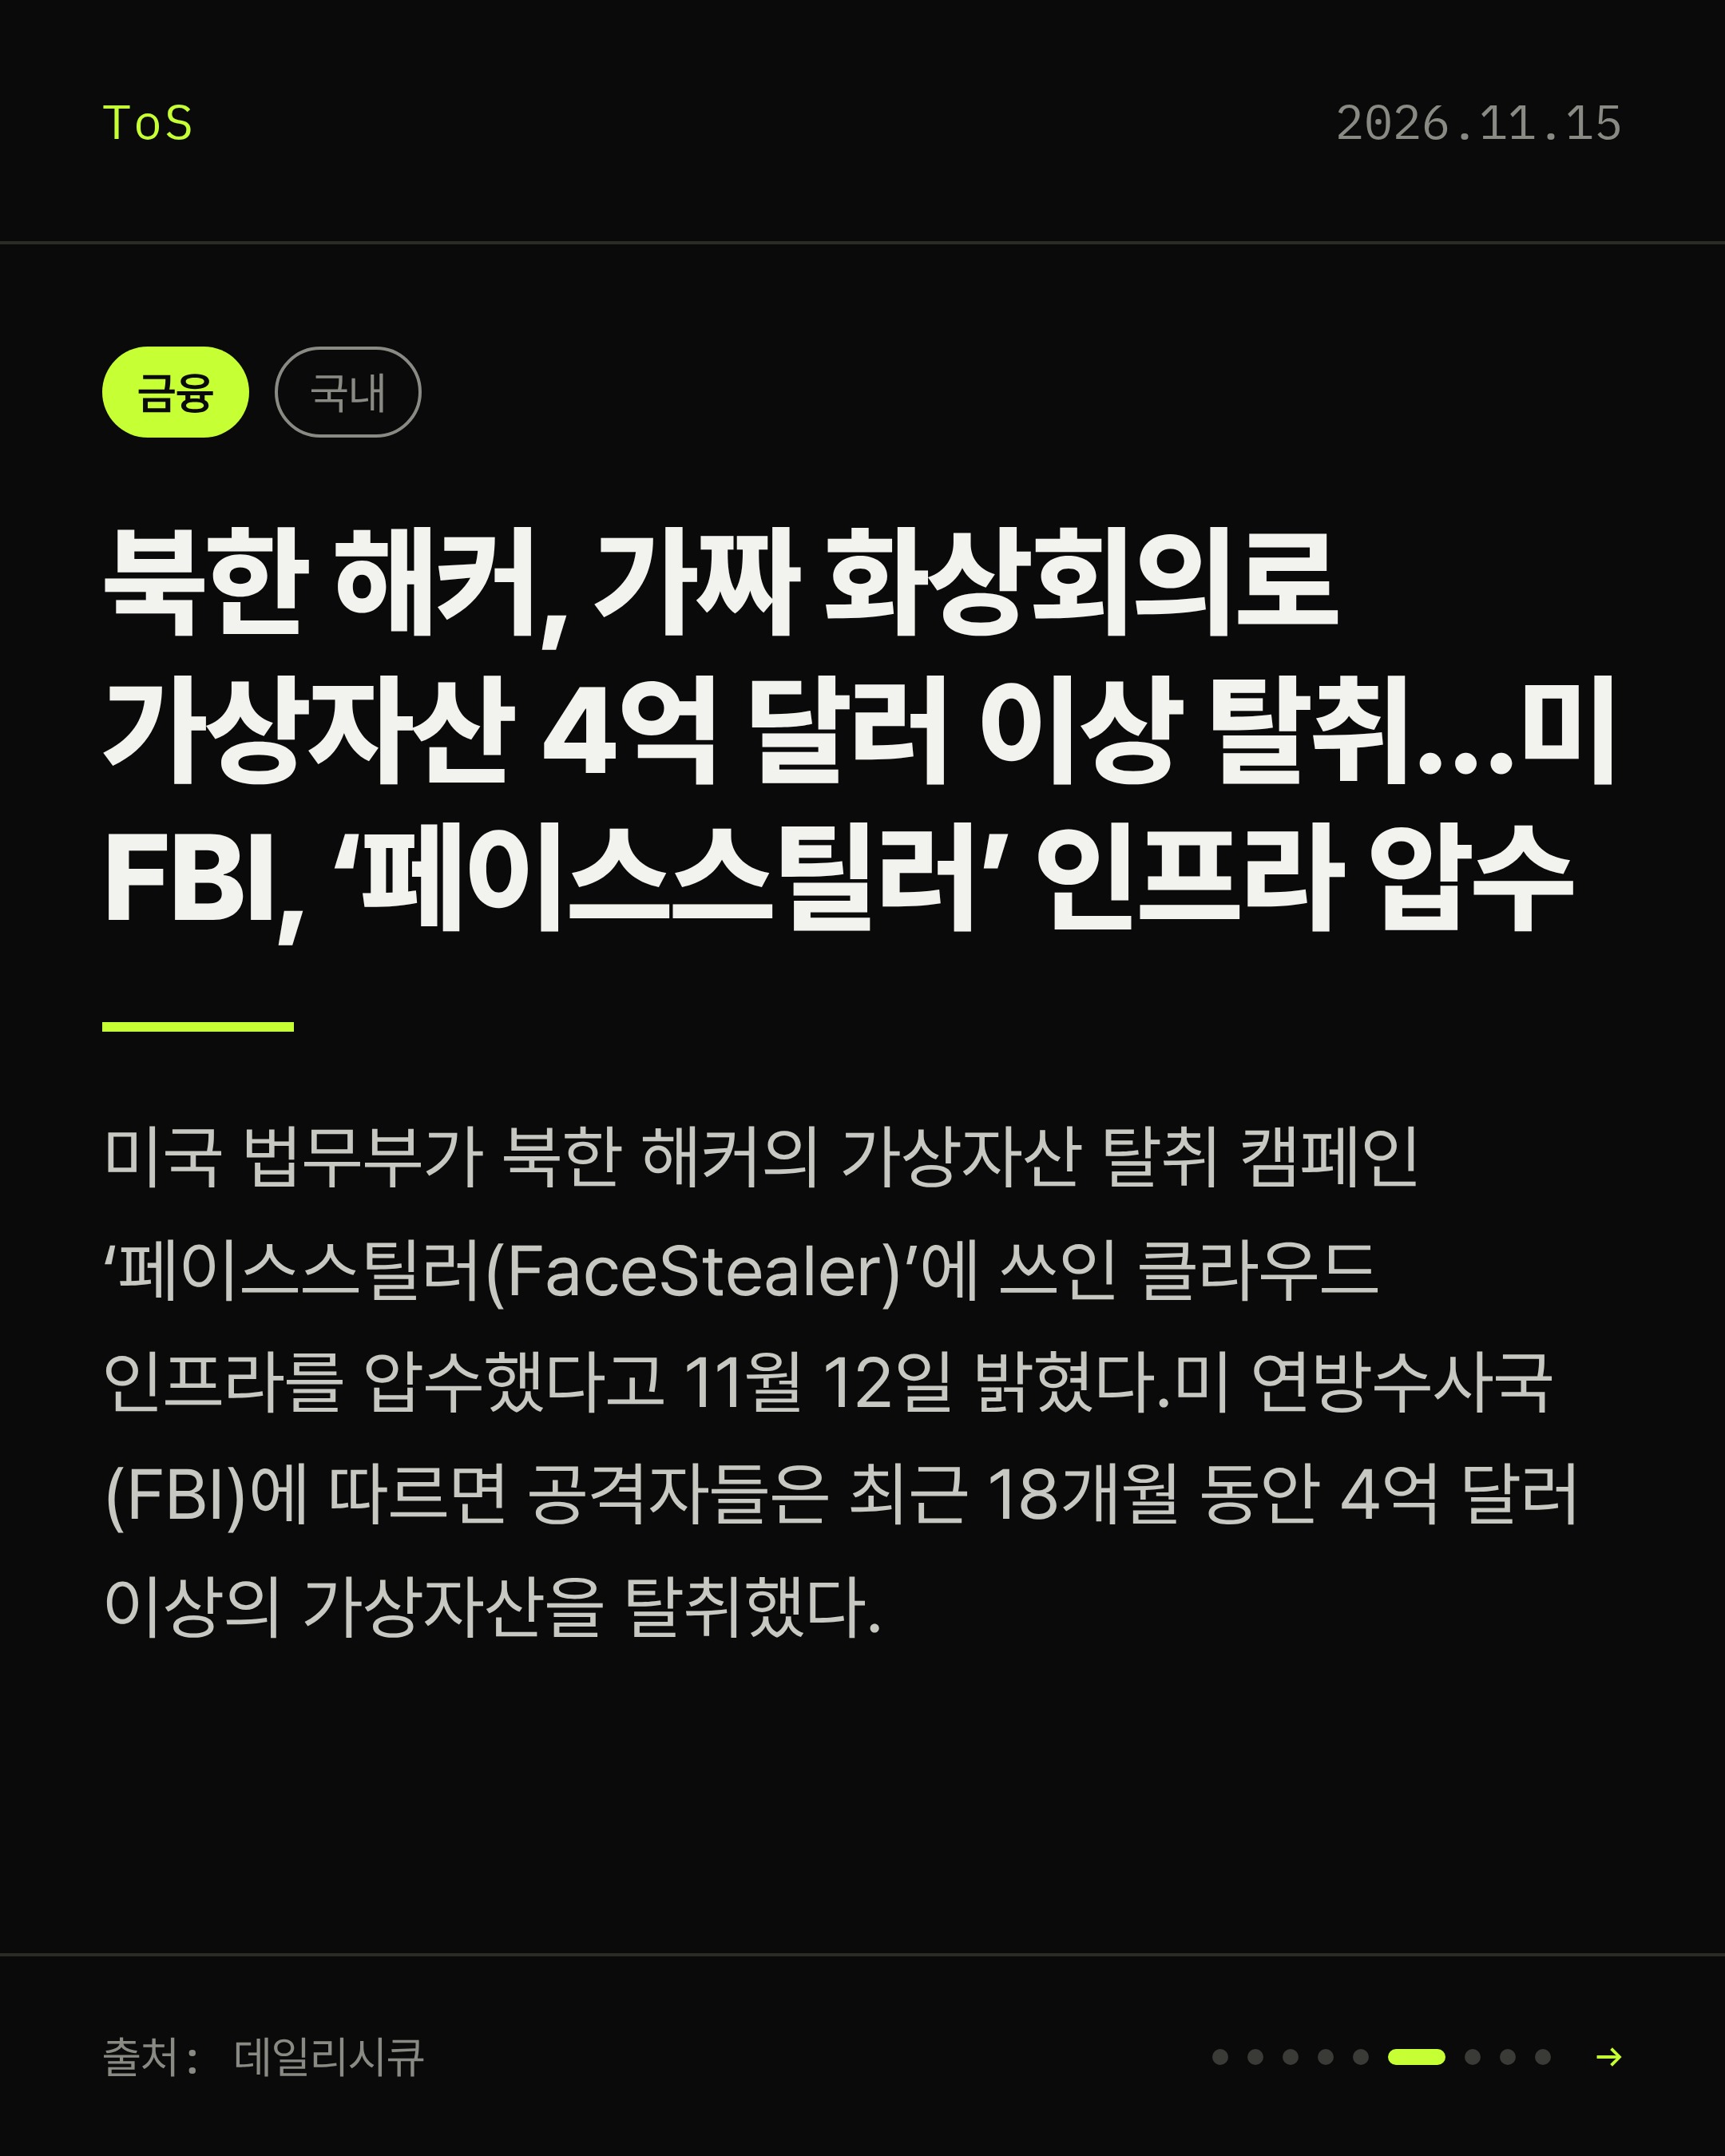 ToS
2026.11.15
금융
국내
북한 해커, 가짜 화상회의로
가상자산 4억 달러 이상 탈취...미
FBI, ‘페이스스틸러’ 인프라 압수
미국 법무부가 북한 해커의 가상자산 탈취 캠페인
‘페이스스틸러(FaceStealer)’에 쓰인 클라우드
인프라를 압수했다고 11월 12일 밝혔다.미 연방수사국
(FBI)에 따르면 공격자들은 최근 18개월 동안 4억 달러
이상의 가상자산을 탈취했다.
출처: 데일리시큐
→